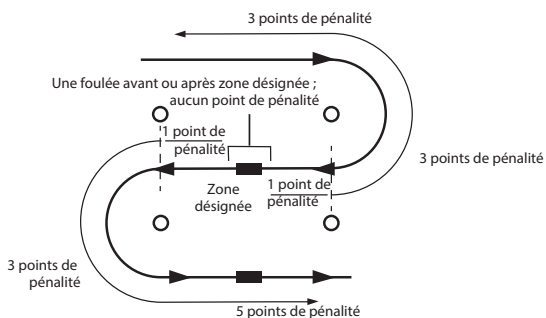 3 points de pénalité
Une foulée avant ou après zone désignée ;
aucun point de pénalité
1 point de
pénalité
3 points de pénalité
Zone
désignée
1 point de
pénalité
3 points de
pénalité
5 points de pénalité